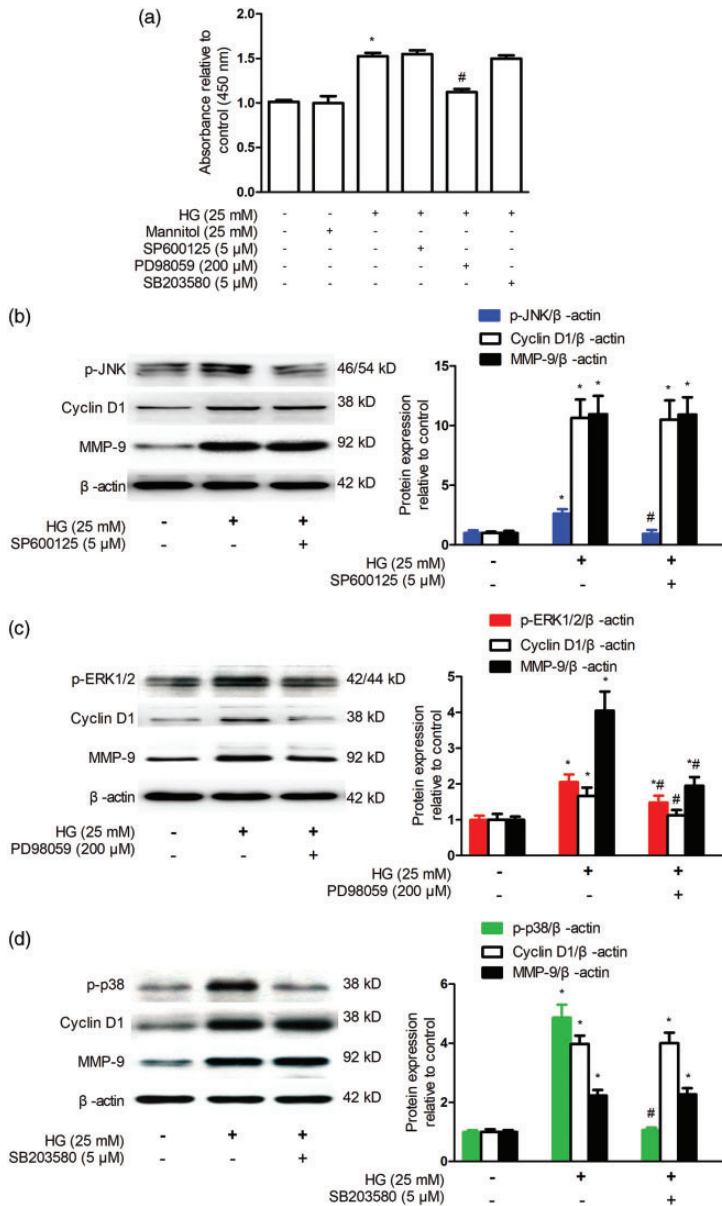 (a)
Absorbance relative to
control (450 nm)
2.0
1.5
1.0
0.5
0.0
*
#
HG (25 mM) - - + + + +
Mannitol (25 mM) - + - - - -
SP600125 (5 µM) - - - + - -
PD98059 (200 µM) - - - - + -
SB203580 (5 µM) - - - - - +
(b)
p-JNK 46/54 kD
Cyclin D1 38 kD
MMP-9 92 kD
β -actin 42 kD
HG (25 mM) - + +
SP600125 (5 µM) - - +
p-JNK/β -actin
Cyclin D1/β -actin
MMP-9/β -actin
Protein expression
relative to control
15
10
5
0
* * *
# * *
HG (25 mM) - + +
SP600125 (5 µM) - - +
(c)
p-ERK1/2 42/44 kD
Cyclin D1 38 kD
MMP-9 92 kD
β -actin 42 kD
HG (25 mM) - + +
PD98059 (200 µM) - - +
p-ERK1/2/β -actin
Cyclin D1/β -actin
MMP-9/β -actin
Protein expression
relative to control
5
4
3
2
1
0
* * *
*# # *#
HG (25 mM) - + +
PD98059 (200 µM) - - +
(d)
p-p38 38 kD
Cyclin D1 38 kD
MMP-9 92 kD
β -actin 42 kD
HG (25 mM) - + +
SB203580 (5 µM) - - +
p-p38/β -actin
Cyclin D1/β -actin
MMP-9/β -actin
Protein expression
relative to control
6
4
2
0
* * *
# * *
HG (25 mM) - + +
SB203580 (5 µM) - - +